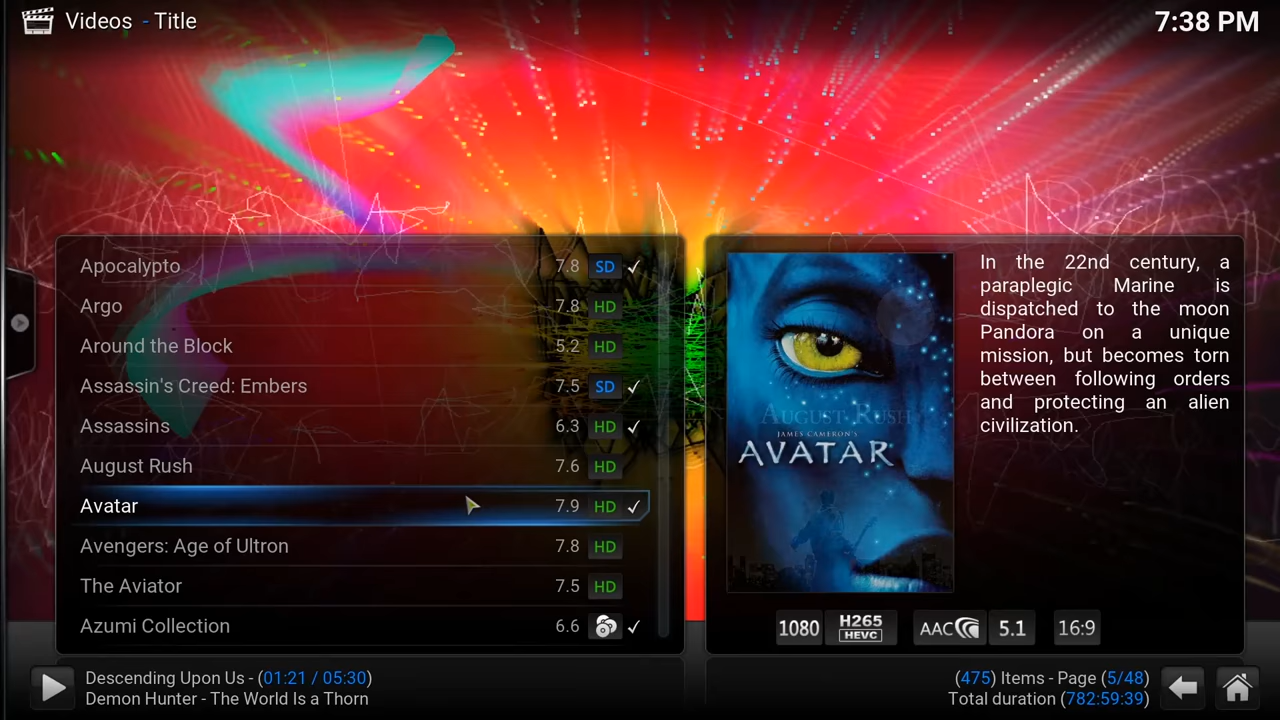 Videos - Title
7:38 PM
Apocalypto 7.8 SD
Argo 7.8 HD
Around the Block 5.2 HD
Assassin's Creed: Embers 7.5 SD
Assassins 6.3 HD
August Rush 7.6 HD
Avatar 7.9 HD
Avengers: Age of Ultron 7.8 HD
The Aviator 7.5 HD
Azumi Collection 6.6
AUGUST RUSH
JAMES CAMERON'S
AVATAR
In the 22nd century, a
paraplegic Marine is
dispatched to the moon
Pandora on a unique
mission, but becomes torn
between following orders
and protecting an alien
civilization.
1080 H265 HEVC AAC 5.1 16:9
Descending Upon Us - (01:21 / 05:30)
Demon Hunter - The World Is a Thorn
(475) Items - Page (5/48)
Total duration (782:59:39)